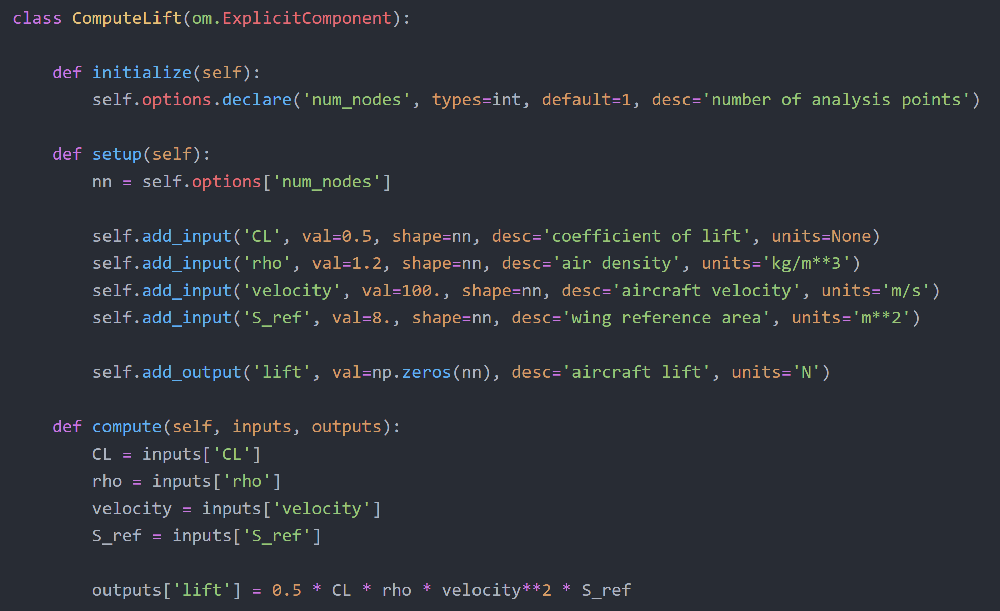 class ComputeLift(om.ExplicitComponent):
    def initialize(self):
        self.options.declare('num_nodes', types=int, default=1, desc='number of analysis points')
    def setup(self):
        nn = self.options['num_nodes']
        self.add_input('CL', val=0.5, shape=nn, desc='coefficient of lift', units=None)
        self.add_input('rho', val=1.2, shape=nn, desc='air density', units='kg/m**3')
        self.add_input('velocity', val=100., shape=nn, desc='aircraft velocity', units='m/s')
        self.add_input('S_ref', val=8., shape=nn, desc='wing reference area', units='m**2')
        self.add_output('lift', val=np.zeros(nn), desc='aircraft lift', units='N')
    def compute(self, inputs, outputs):
        CL = inputs['CL']
        rho = inputs['rho']
        velocity = inputs['velocity']
        S_ref = inputs['S_ref']
        outputs['lift'] = 0.5 * CL * rho * velocity**2 * S_ref